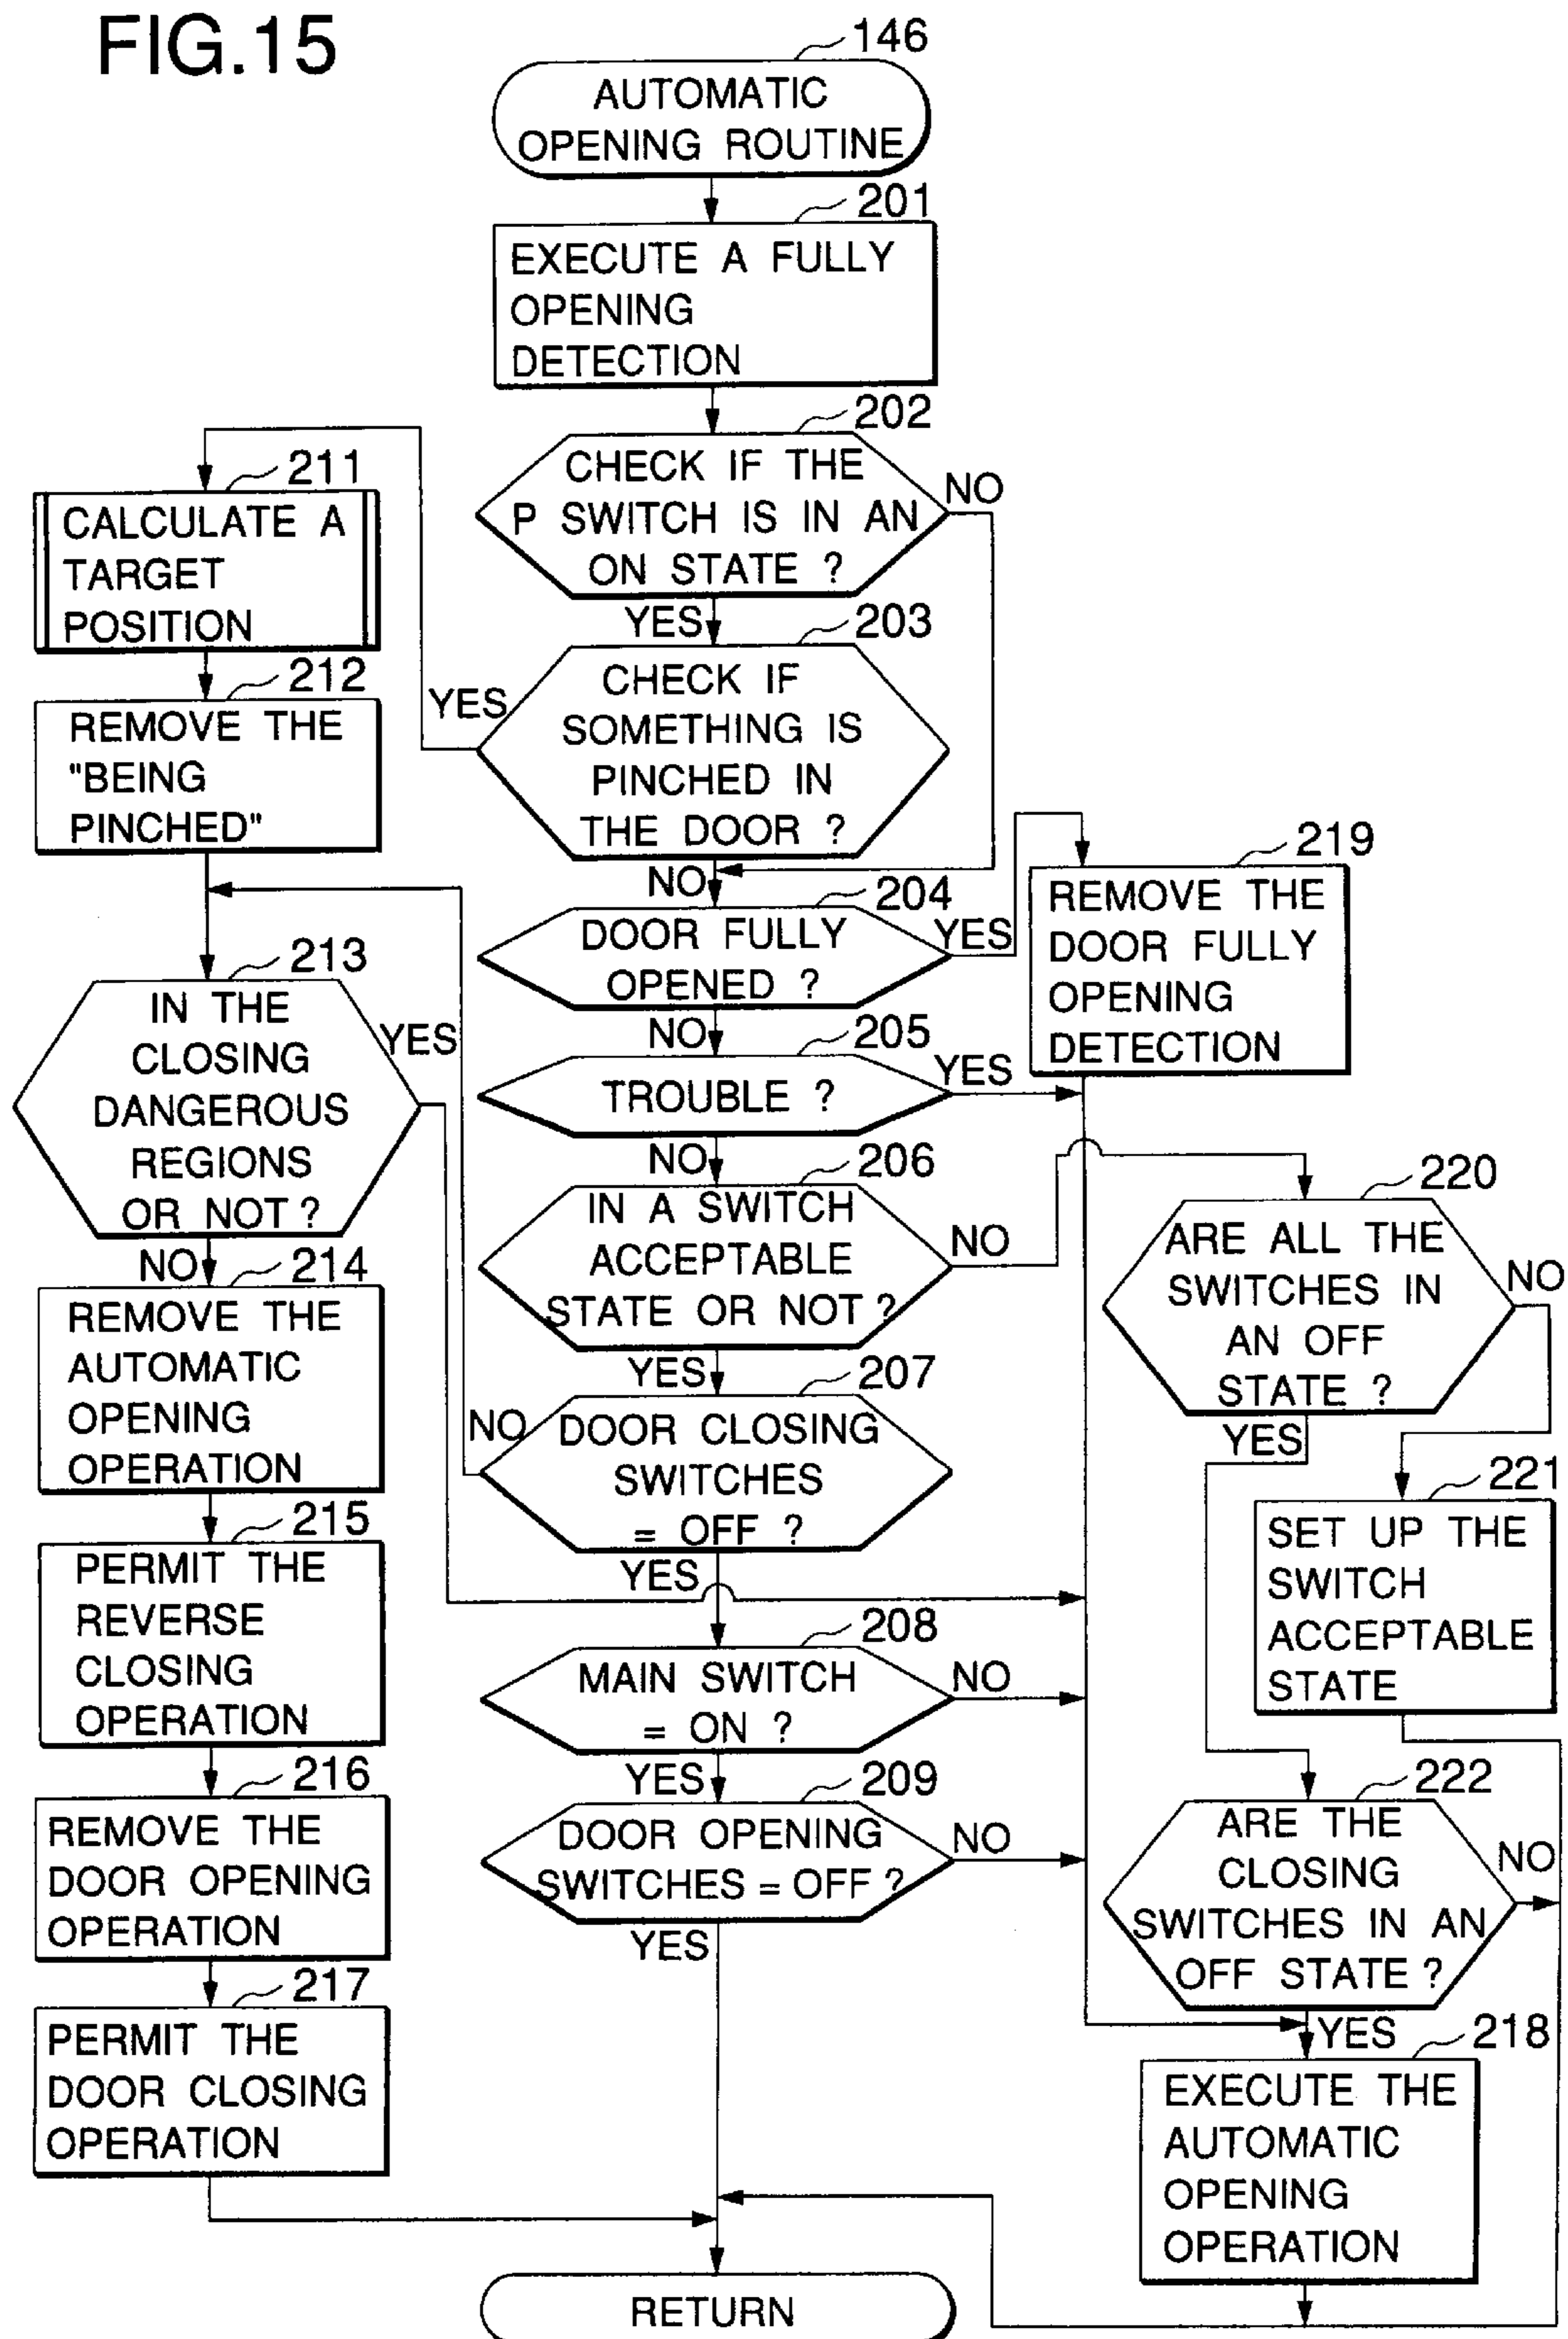 FIG.15
146
AUTOMATIC
OPENING ROUTINE
201
EXECUTE A FULLY
OPENING
DETECTION
202
CHECK IF THE
P SWITCH IS IN AN
ON STATE ?
NO
YES
203
CHECK IF
SOMETHING IS
PINCHED IN
THE DOOR ?
YES
NO
211
CALCULATE A
TARGET
POSITION
212
REMOVE THE
"BEING
PINCHED"
213
IN THE
CLOSING
DANGEROUS
REGIONS
OR NOT ?
YES
NO
214
REMOVE THE
AUTOMATIC
OPENING
OPERATION
215
PERMIT THE
REVERSE
CLOSING
OPERATION
216
REMOVE THE
DOOR OPENING
OPERATION
217
PERMIT THE
DOOR CLOSING
OPERATION
204
DOOR FULLY
OPENED ?
YES
NO
205
TROUBLE ?
YES
NO
206
IN A SWITCH
ACCEPTABLE
STATE OR NOT ?
NO
YES
207
DOOR CLOSING
SWITCHES
= OFF ?
NO
YES
208
MAIN SWITCH
= ON ?
NO
YES
209
DOOR OPENING
SWITCHES = OFF ?
NO
YES
219
REMOVE THE
DOOR FULLY
OPENING
DETECTION
220
ARE ALL THE
SWITCHES IN
AN OFF
STATE ?
NO
YES
221
SET UP THE
SWITCH
ACCEPTABLE
STATE
222
ARE THE
CLOSING
SWITCHES IN AN
OFF STATE ?
NO
YES
218
EXECUTE THE
AUTOMATIC
OPENING
OPERATION
RETURN